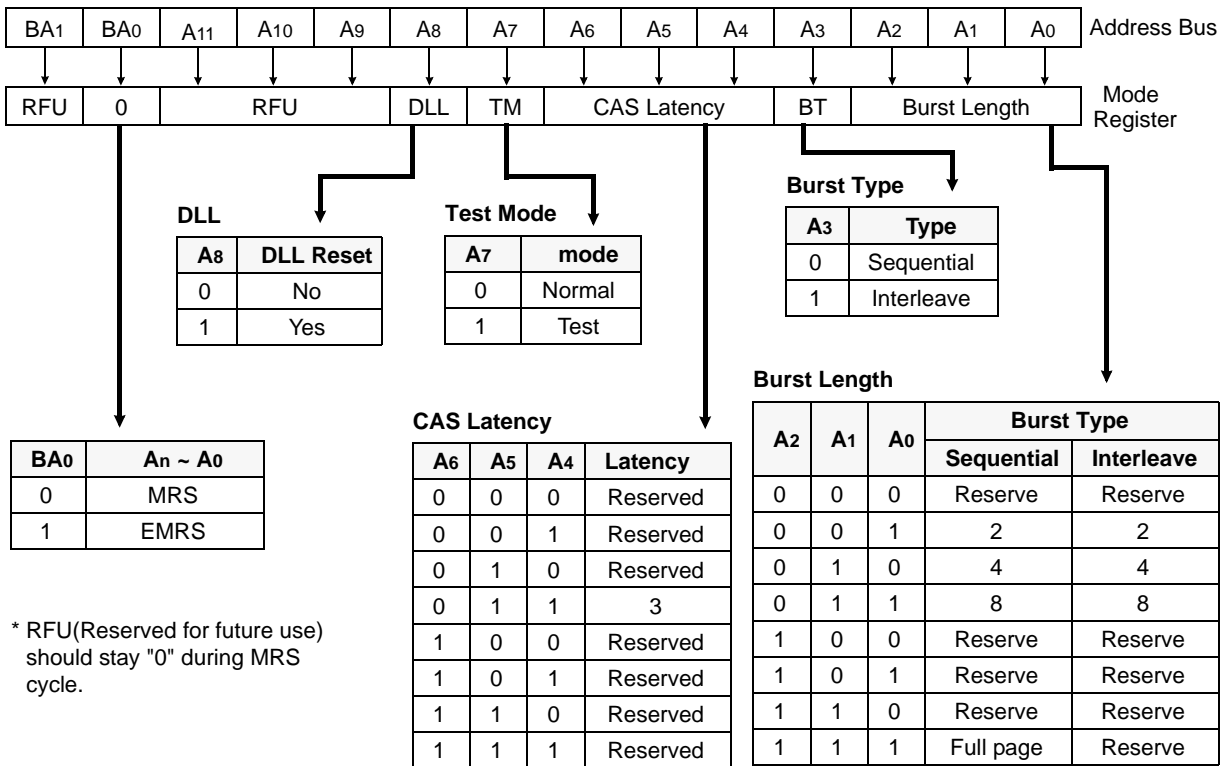 BA1 BA0 A11 A10 A9 A8 A7 A6 A5 A4 A3 A2 A1 A0 Address Bus
RFU 0 RFU DLL TM CAS Latency BT Burst Length Mode Register
DLL
A8 DLL Reset
0 No
1 Yes
Test Mode
A7 mode
0 Normal
1 Test
Burst Type
A3 Type
0 Sequential
1 Interleave
BA0 An ~ A0
0 MRS
1 EMRS
* RFU(Reserved for future use)
should stay "0" during MRS
cycle.
CAS Latency
A6 A5 A4 Latency
0 0 0 Reserved
0 0 1 Reserved
0 1 0 Reserved
0 1 1 3
1 0 0 Reserved
1 0 1 Reserved
1 1 0 Reserved
1 1 1 Reserved
Burst Length
A2 A1 A0 Burst Type
Sequential Interleave
0 0 0 Reserve Reserve
0 0 1 2 2
0 1 0 4 4
0 1 1 8 8
1 0 0 Reserve Reserve
1 0 1 Reserve Reserve
1 1 0 Reserve Reserve
1 1 1 Full page Reserve